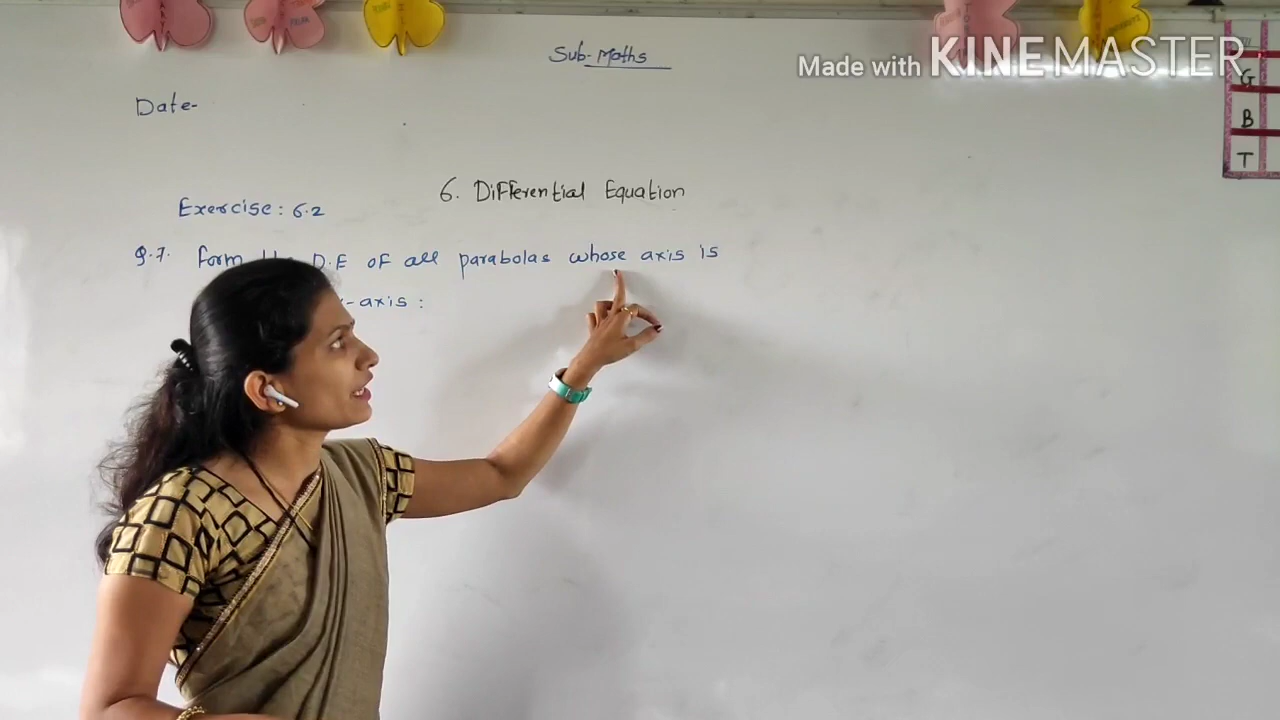 Sub-Maths
Made with KINEMASTER
Date-
6. Differential Equation
Exercise: 6.2
Q.7. Form D.E of all parabolas whose axis is
-axis :
G
B
T